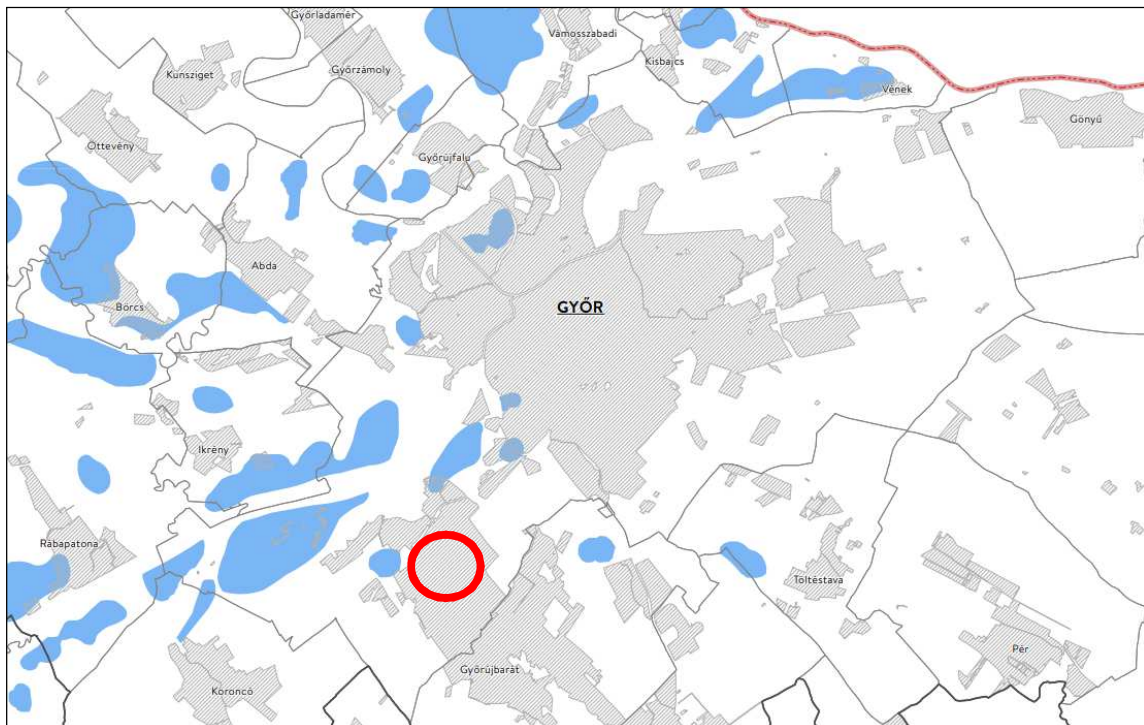 Győrladamér
Vámosszabadi
Kunsziget
Győrzámoly
Kisbajcs
Vének
Gönyű
Öttevény
Győrújfalu
Abda
Börcs
GYŐR
Ikrény
Rábapatona
Töltéstava
Pér
Győrújbarát
Koroncó